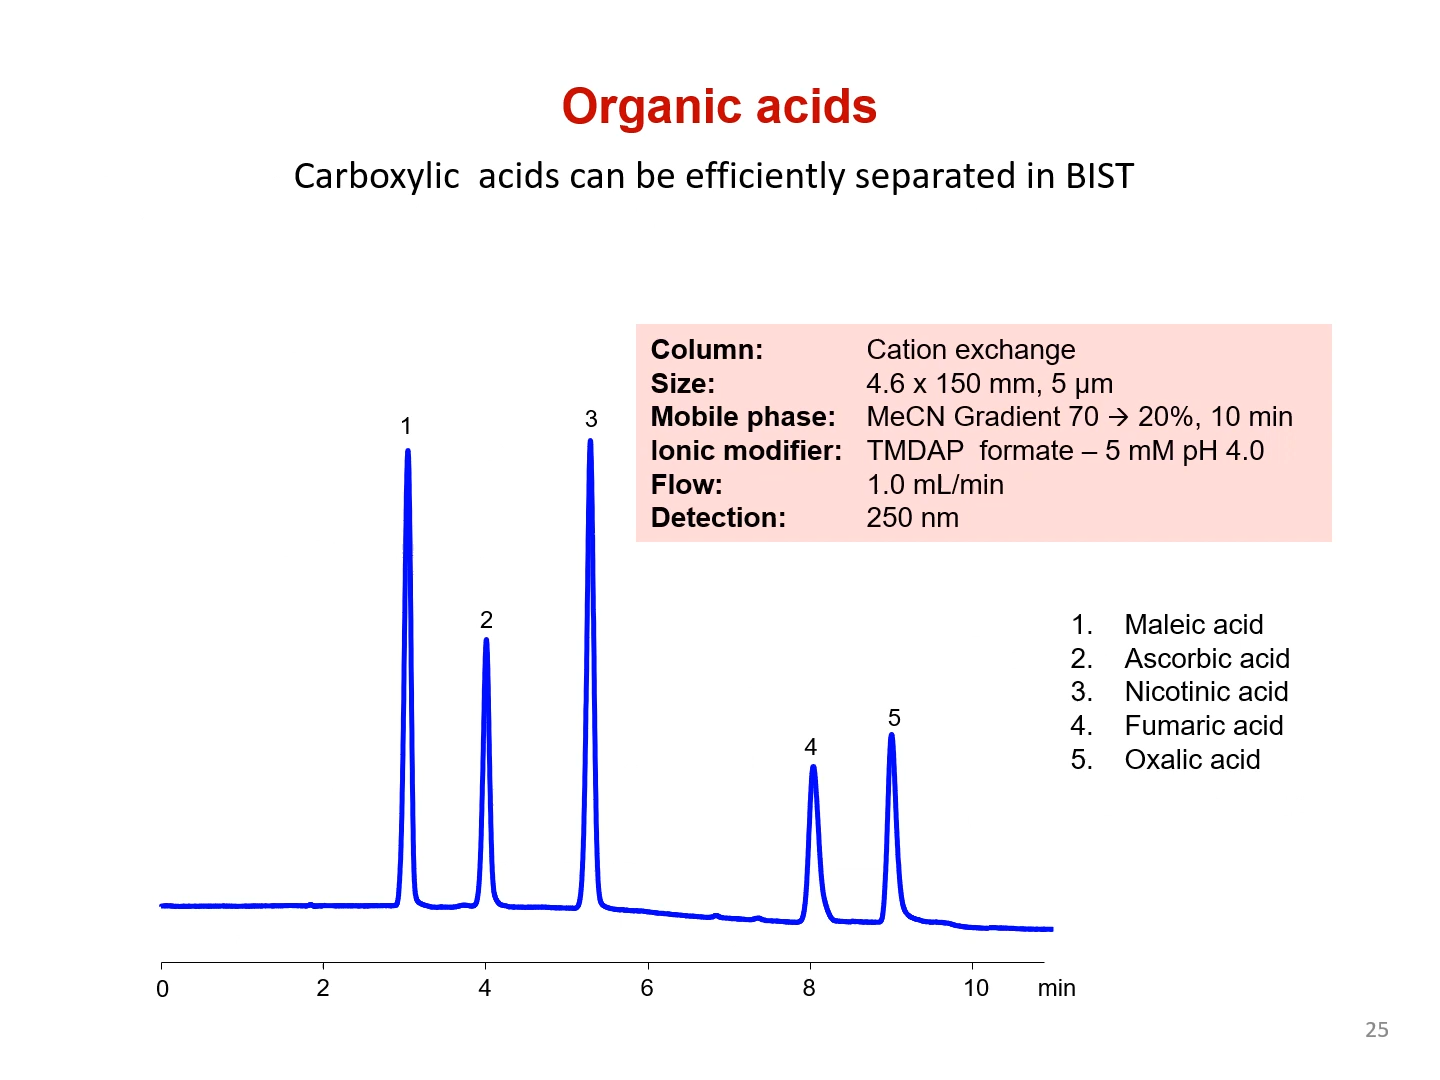 Organic acids
Carboxylic  acids can be efficiently separated in BIST
Column: Cation exchange
Size: 4.6 x 150 mm, 5 µm
Mobile phase: MeCN Gradient 70 → 20%, 10 min
Ionic modifier: TMDAP  formate – 5 mM pH 4.0
Flow: 1.0 mL/min
Detection: 250 nm
1
3
2
4
5
1. Maleic acid
2. Ascorbic acid
3. Nicotinic acid
4. Fumaric acid
5. Oxalic acid
0 2 4 6 8 10 min
25